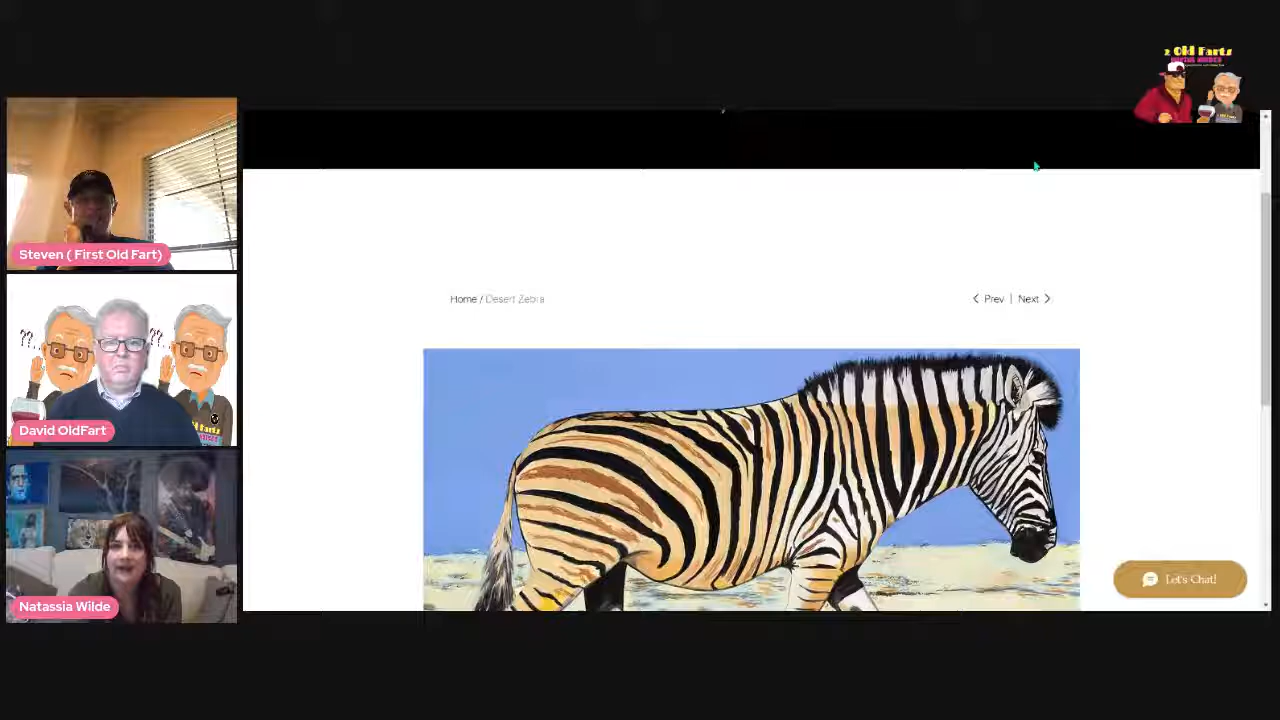 2 Old Farts
Steven ( First Old Fart)
Home / Desert Zebra
< Prev | Next >
??..
??..
David OldFart
Let's Chat!
Natassia Wilde